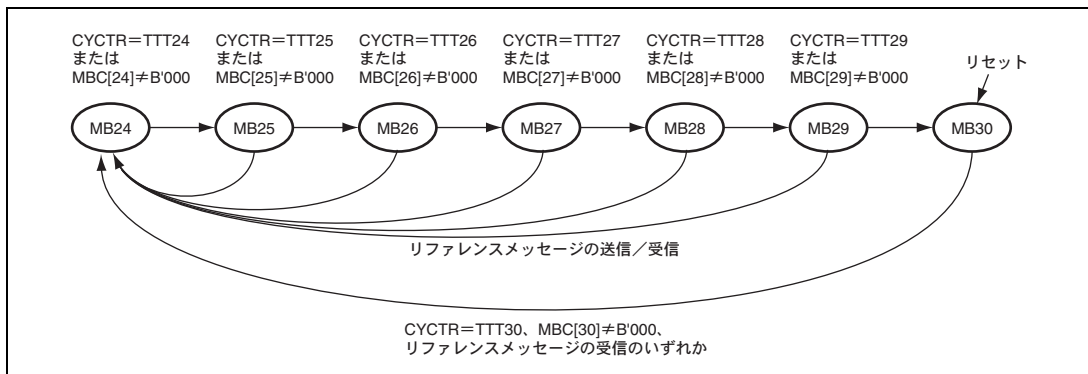 CYCTR=TTT24
または
MBC[24]≠B'000
CYCTR=TTT25
または
MBC[25]≠B'000
CYCTR=TTT26
または
MBC[26]≠B'000
CYCTR=TTT27
または
MBC[27]≠B'000
CYCTR=TTT28
または
MBC[28]≠B'000
CYCTR=TTT29
または
MBC[29]≠B'000
リセット
MB24
MB25
MB26
MB27
MB28
MB29
MB30
リファレンスメッセージの送信/受信
CYCTR=TTT30、MBC[30]≠B'000、
リファレンスメッセージの受信のいずれか